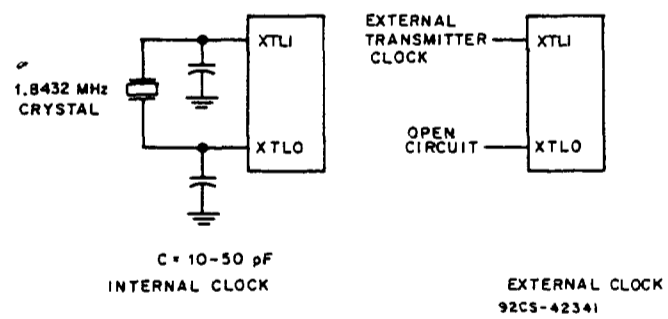 XTLI
1.8432 MHz
CRYSTAL
XTLO
C = 10-50 pF
INTERNAL CLOCK
EXTERNAL
TRANSMITTER
CLOCK
XTLI
OPEN
CIRCUIT
XTLO
EXTERNAL CLOCK
92CS-42341